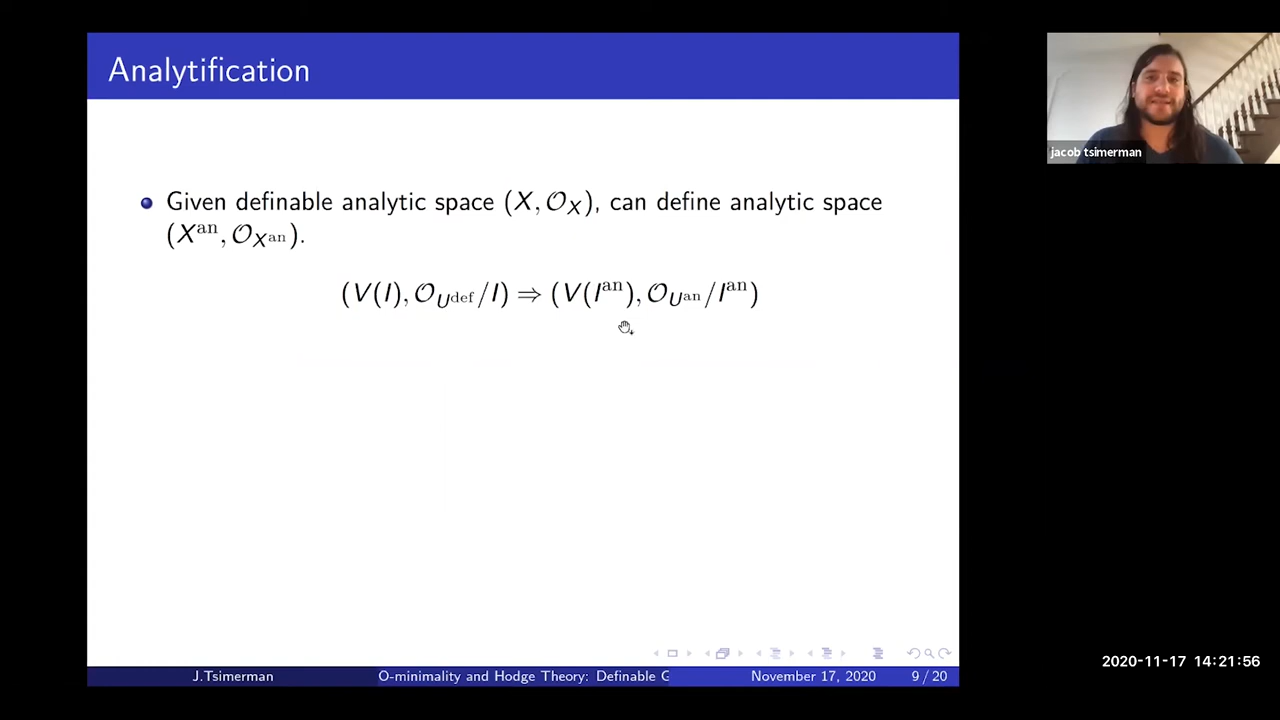 Analytification
jacob tsimerman
Given definable analytic space (X, 𝒪_X), can define analytic space
(X^an, 𝒪_{X^an}).
(V(I), 𝒪_{U^def}/I) ⇒ (V(I^an), 𝒪_{U^an}/I^an)
2020-11-17 14:21:56
J.Tsimerman O-minimality and Hodge Theory: Definable G November 17, 2020 9 / 20